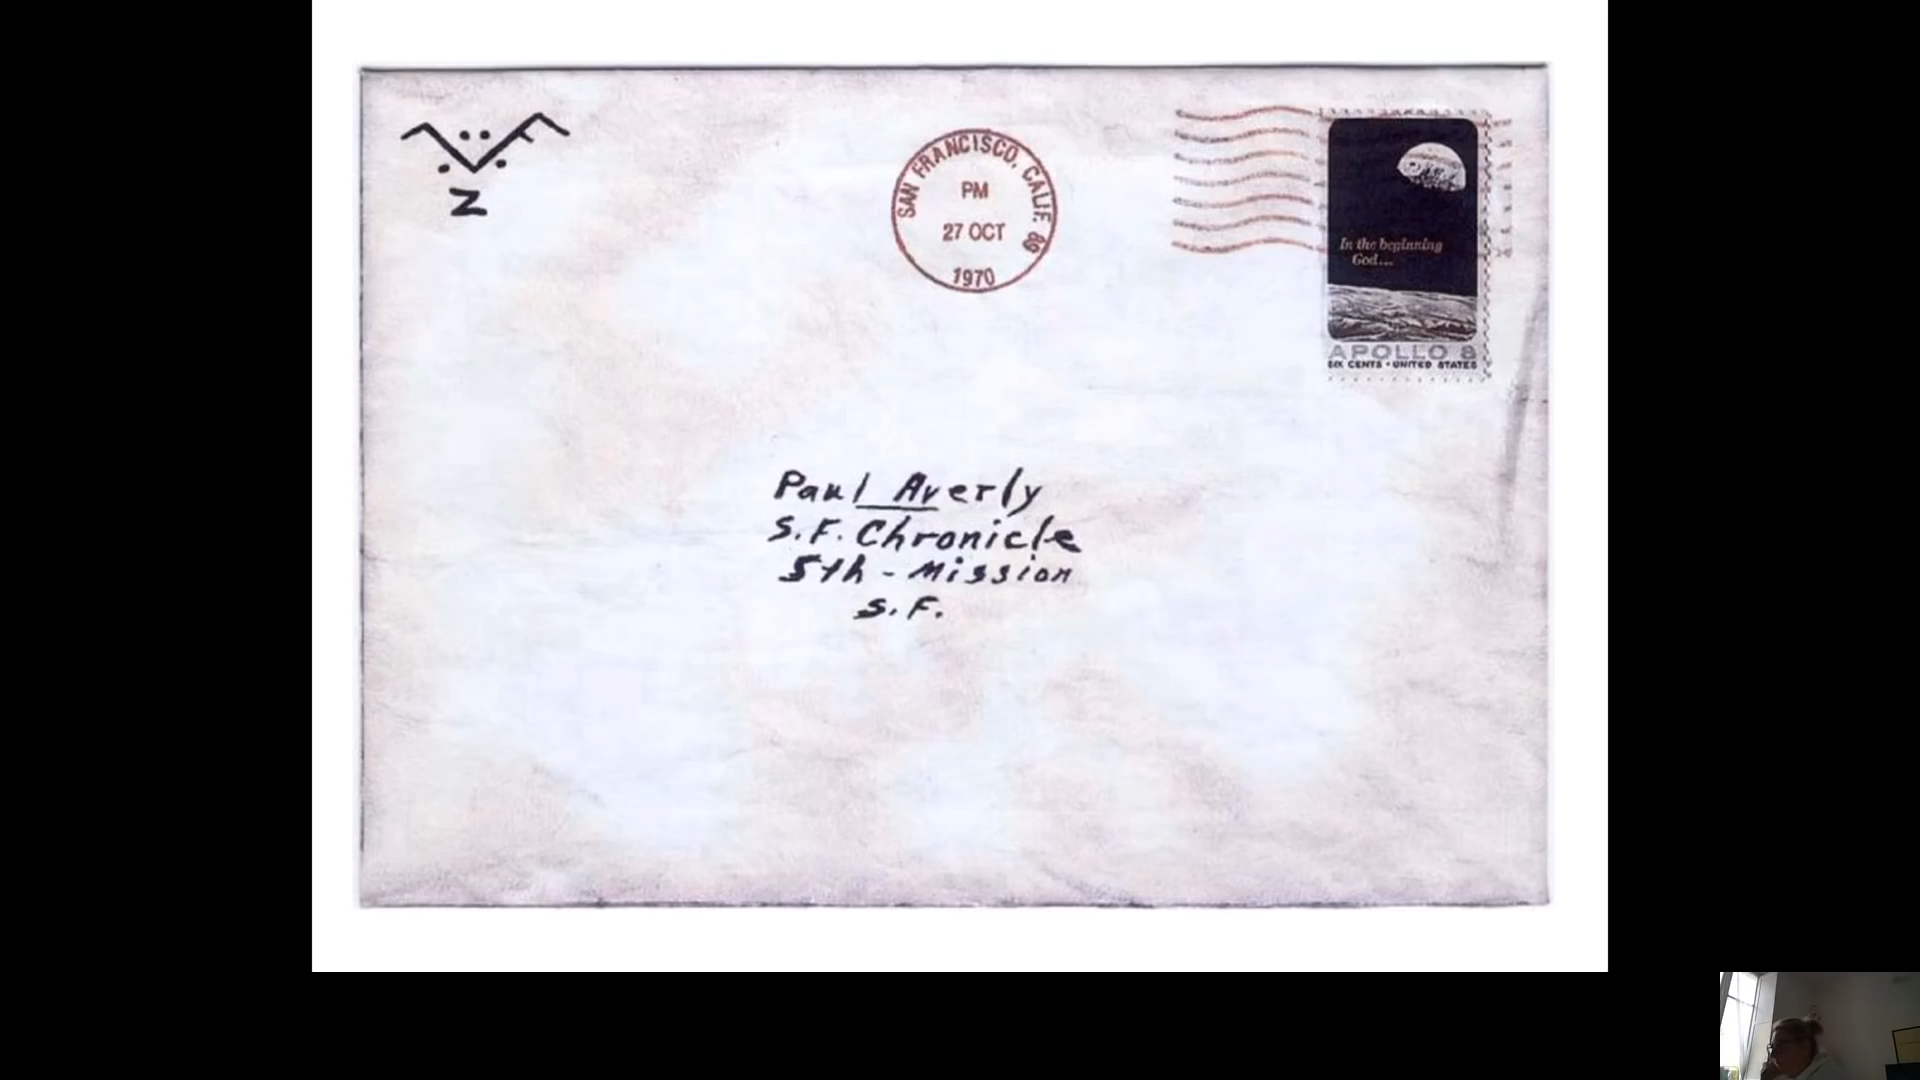 Z
SAN FRANCISCO, CALIF.
PM
27 OCT
1970
In the beginning
God...
APOLLO 8
SIX CENTS • UNITED STATES
Paul Averly
S.F. Chronicle
5th - Mission
S.F.